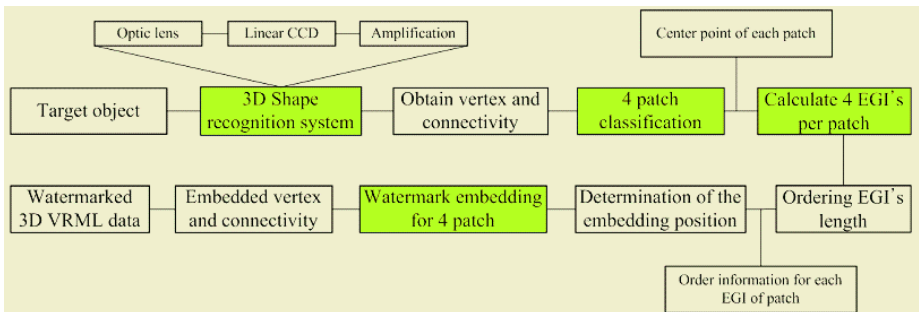 Optic lens
Linear CCD
Amplification
Center point of each patch
Target object
3D Shape
recognition system
Obtain vertex and
connectivity
4 patch
classification
Calculate 4 EGI's
per patch
Watermarked
3D VRML data
Embedded vertex
and connectivity
Watermark embedding
for 4 patch
Determination of the
embedding position
Ordering EGI's
length
Order information for each
EGI of patch